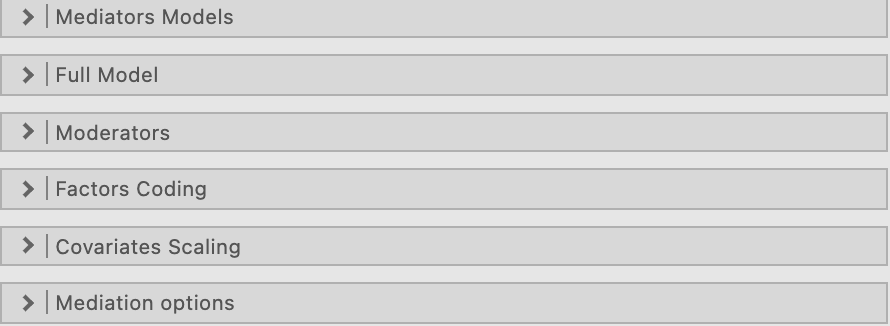 Mediators Models
Full Model
Moderators
Factors Coding
Covariates Scaling
Mediation options